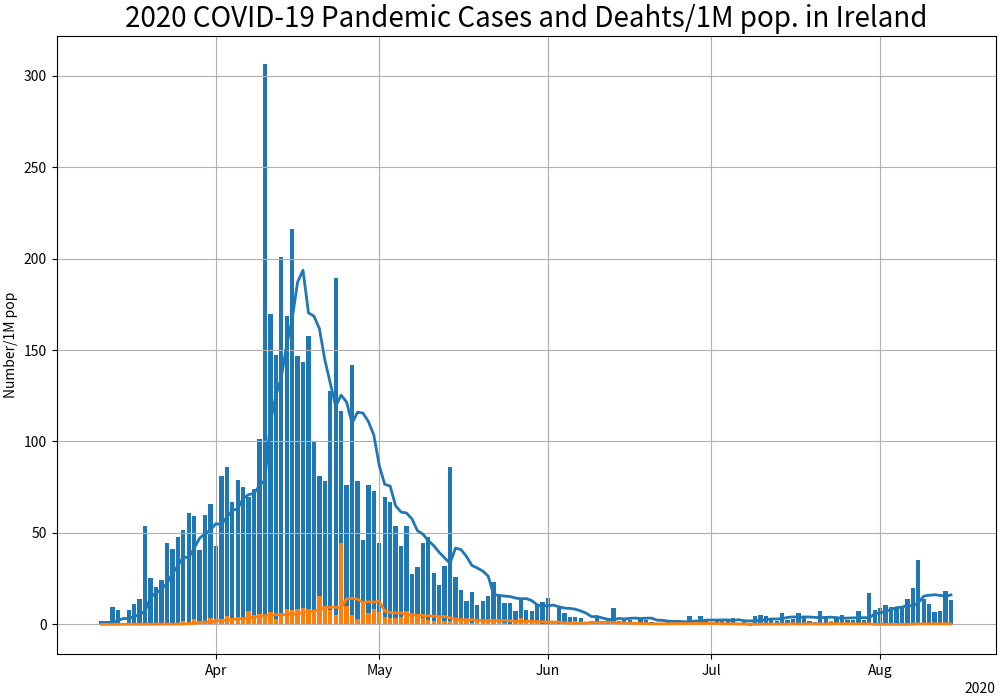 2020 COVID-19 Pandemic Cases and Deahts/1M pop. in Ireland
Number/1M pop
300
250
200
150
100
50
0
Apr
May
Jun
Jul
Aug
2020